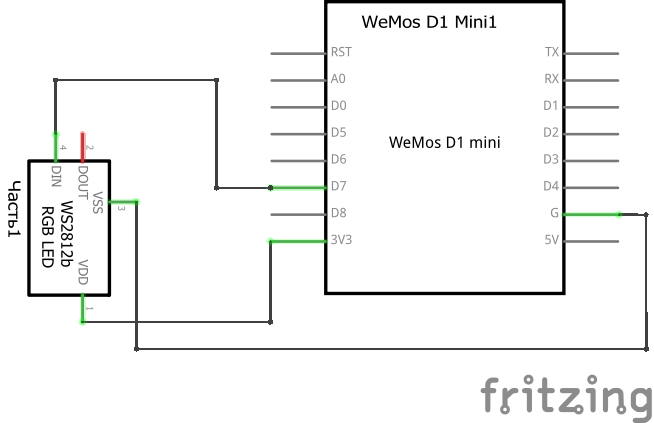 WeMos D1 Mini1
RST
A0
D0
D5
D6
D7
D8
3V3
WeMos D1 mini
TX
RX
D1
D2
D3
D4
G
5V
Часть1
WS2812b
RGB LED
DIN
4
DOUT
2
VSS
3
VDD
1
fritzing